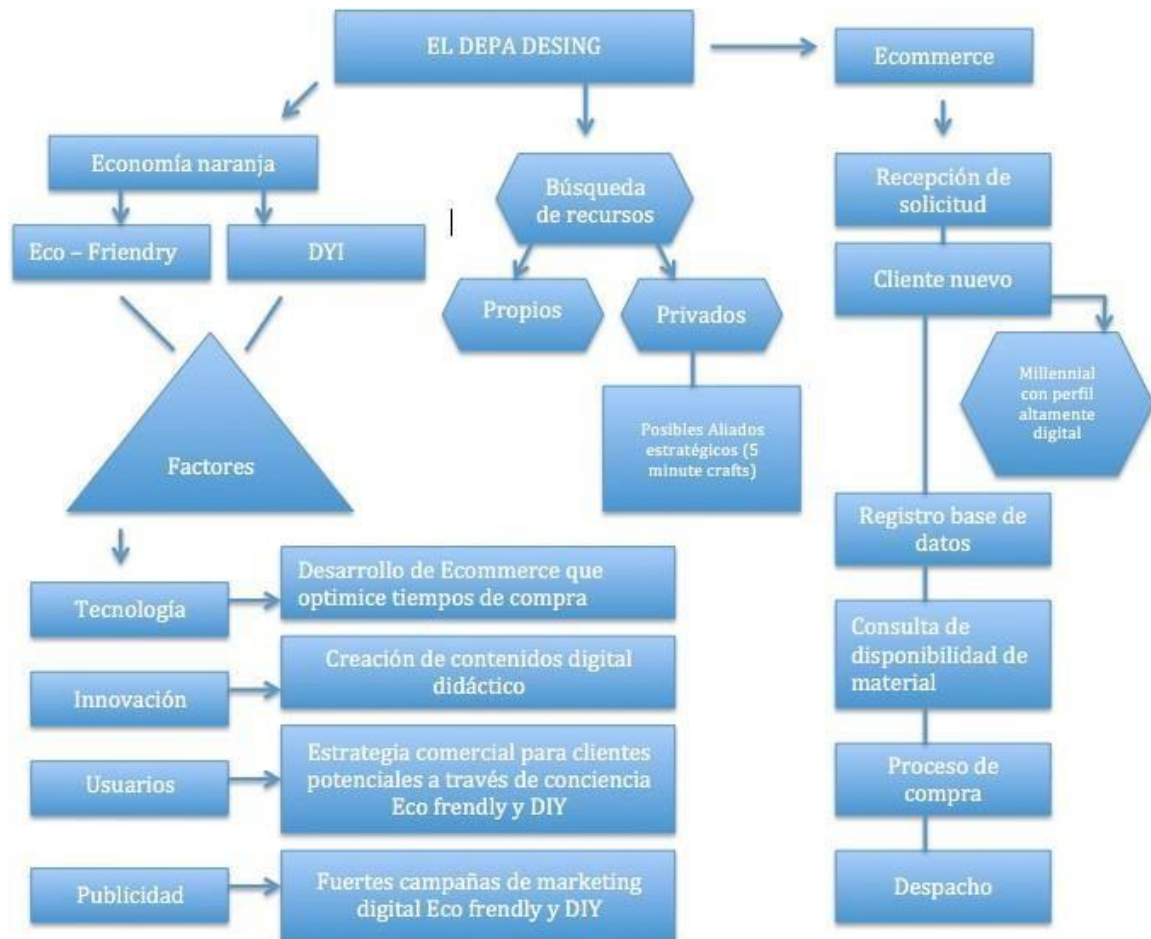 EL DEPA DESING
Ecommerce
Economía naranja
Eco – Friendry
DYI
Factores
Búsqueda
de recursos
Propios
Privados
Posibles Aliados
estratégicos (5
minute crafts)
Recepción de
solicitud
Cliente nuevo
Millennial
con perfil
altamente
digital
Registro base de
datos
Consulta de
disponibilidad de
material
Proceso de
compra
Despacho
Tecnología
Desarrollo de Ecommerce que
optimice tiempos de compra
Innovación
Creación de contenidos digital
didáctico
Usuarios
Estrategia comercial para clientes
potenciales a través de conciencia
Eco frendly y DIY
Publicidad
Fuertes campañas de marketing
digital Eco frendly y DIY